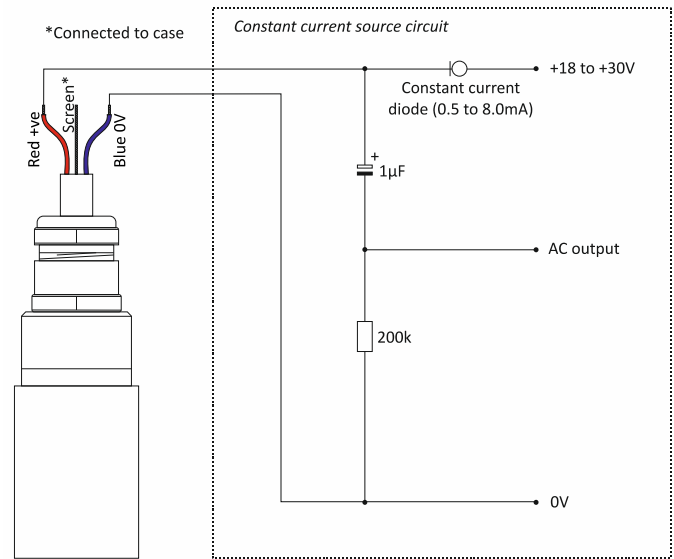 *Connected to case
Constant current source circuit
+18 to +30V
Constant current
diode (0.5 to 8.0mA)
Red +ve
Screen*
Blue 0V
+
1µF
AC output
200k
0V